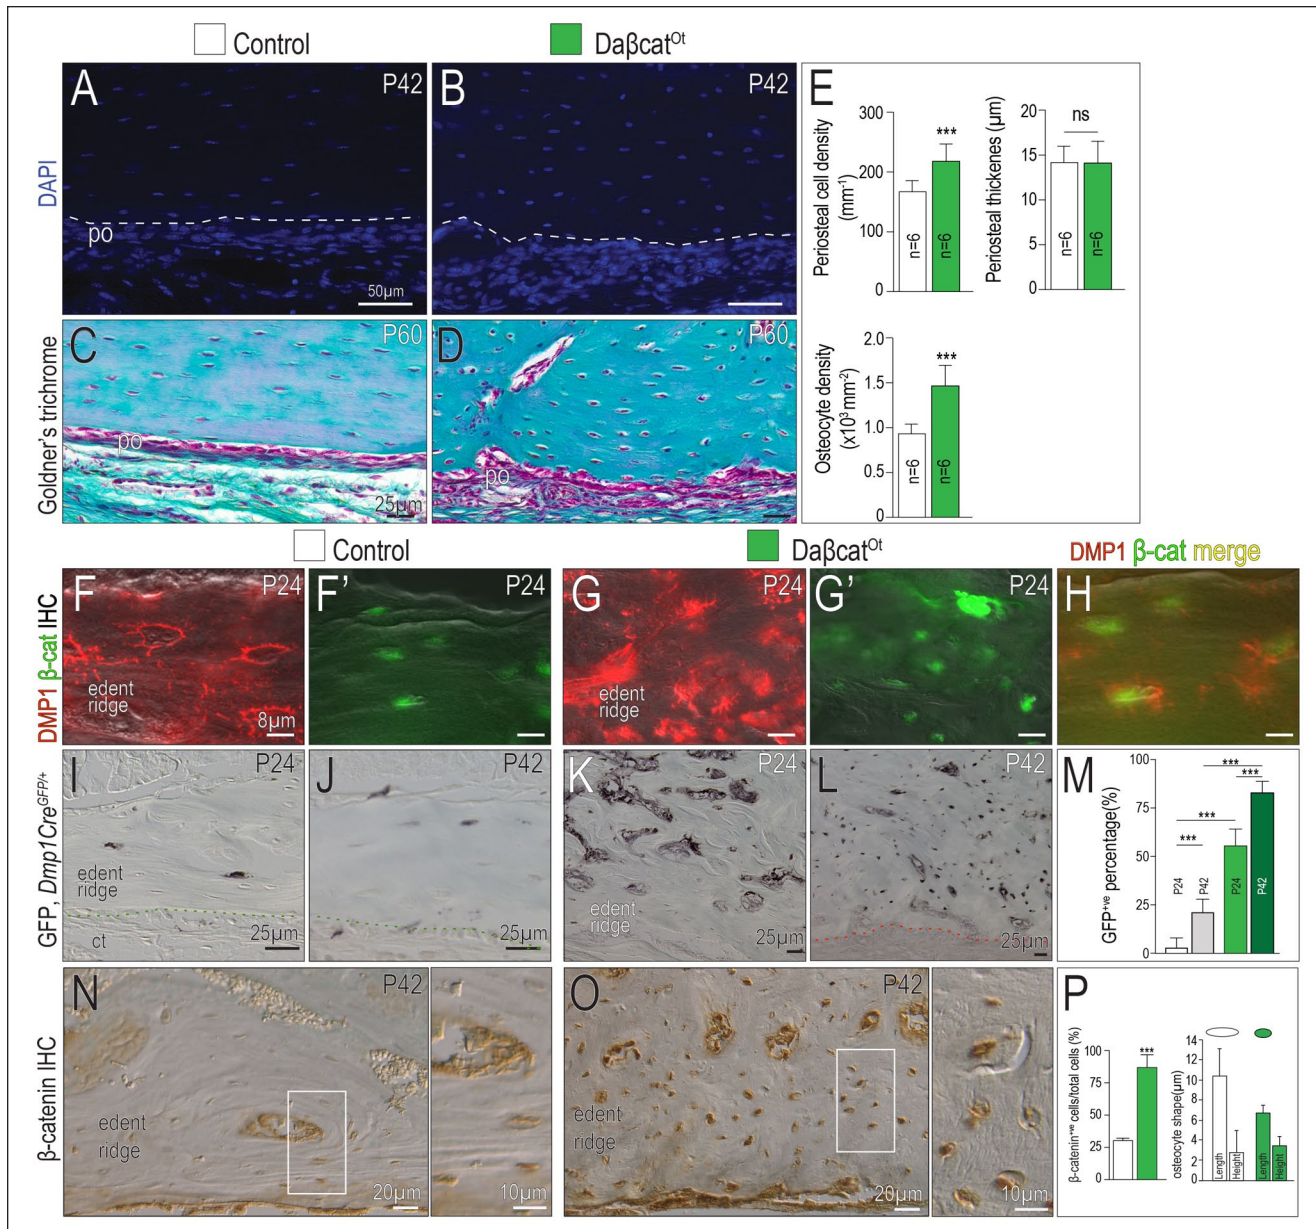 Control
DaβcatOt
DAPI
A
P42
po
50µm
B
P42
E
Periosteal cell density
(mm-1)
300
200
100
0
***
n=6
n=6
Periosteal thickenes (µm)
20
15
10
5
0
ns
n=6
n=6
Goldner's trichrome
C
P60
po
25µm
D
P60
po
Osteocyte density
(x10³ mm-2)
2.0
1.5
1.0
0.5
0
***
n=6
n=6
Control
DaβcatOt
DMP1 β-cat merge
DMP1 β-cat IHC
F
P24
edent
ridge
8µm
F'
P24
G
P24
edent
ridge
G'
P24
H
GFP, Dmp1CreGFP/+
I
P24
edent
ridge
ct
25µm
J
P42
25µm
K
P24
edent
ridge
25µm
L
P42
25µm
M
GFP+ve percentage(%)
100
75
50
25
0
***
***
***
***
P24
P42
P24
P42
β-catenin IHC
N
P42
edent
ridge
20µm
10µm
O
P42
edent
ridge
20µm
10µm
P
β-catenin+ve cells/total cells (%)
100
75
50
25
0
***
osteocyte shape(µm)
14
12
10
8
6
4
2
0
Length
Height
Length
Height